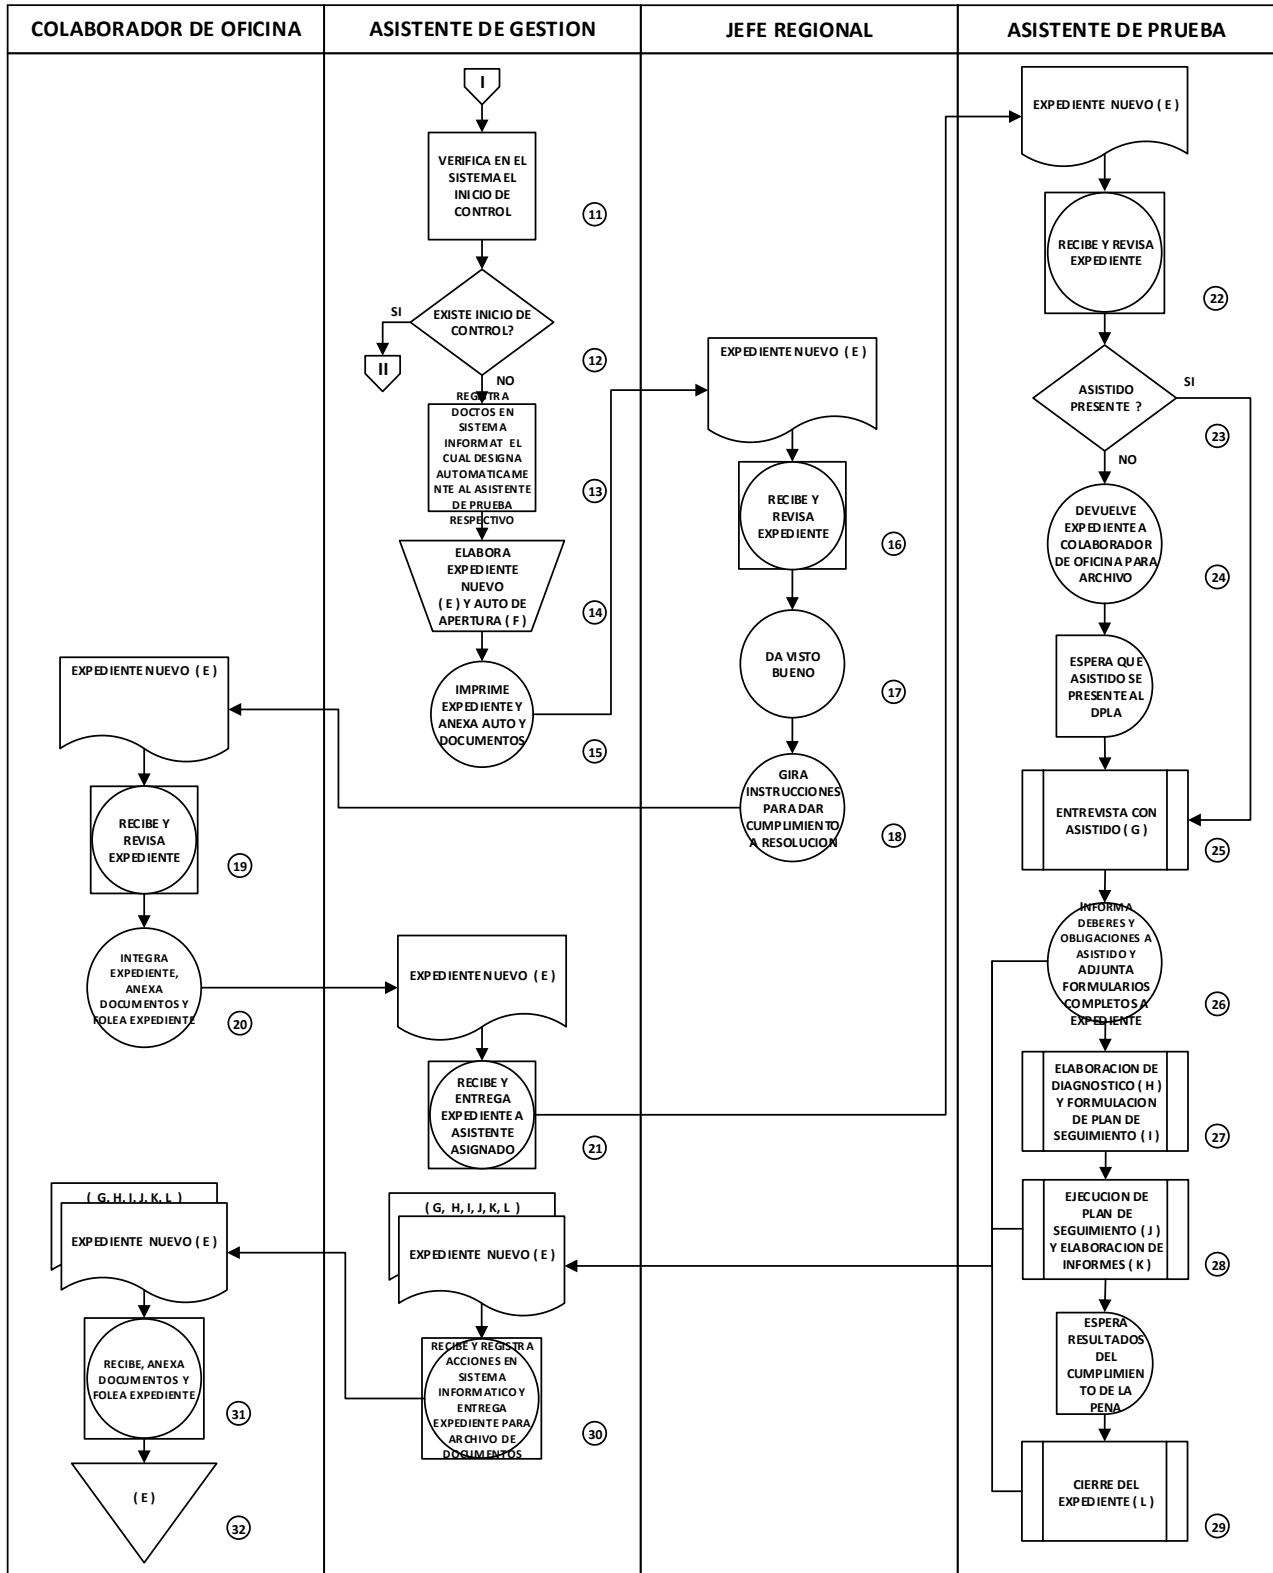 COLABORADOR DE OFICINA
ASISTENTE DE GESTION
JEFE REGIONAL
ASISTENTE DE PRUEBA
I
VERIFICA EN EL
SISTEMA EL
INICIO DE
CONTROL
11
EXISTE INICIO DE
CONTROL?
12
SI
II
NO
REGISTRA
DOCTOS EN
SISTEMA
INFORMAT EL
CUAL DESIGNA
AUTOMATICAME
NTE AL ASISTENTE
DE PRUEBA
RESPECTIVO
13
ELABORA
EXPEDIENTE
NUEVO
( E ) Y AUTO DE
APERTURA ( F )
14
IMPRIME
EXPEDIENTE Y
ANEXA AUTO Y
DOCUMENTOS
15
EXPEDIENTE NUEVO ( E )
RECIBE Y
REVISA
EXPEDIENTE
16
DA VISTO
BUENO
17
GIRA
INSTRUCCIONES
PARA DAR
CUMPLIMIENTO
A RESOLUCION
18
EXPEDIENTE NUEVO ( E )
RECIBE Y
REVISA
EXPEDIENTE
19
INTEGRA
EXPEDIENTE,
ANEXA
DOCUMENTOS Y
FOLEA EXPEDIENTE
20
EXPEDIENTE NUEVO ( E )
RECIBE Y
ENTREGA
EXPEDIENTE A
ASISTENTE
ASIGNADO
21
EXPEDIENTE NUEVO ( E )
RECIBE Y REVISA
EXPEDIENTE
22
ASISTIDO
PRESENTE ?
23
SI
NO
DEVUELVE
EXPEDIENTE A
COLABORADOR
DE OFICINA PARA
ARCHIVO
24
ESPERA QUE
ASISTIDO SE
PRESENTE AL
DPLA
ENTREVISTA CON
ASISTIDO ( G )
25
INFORMA
DEBERES Y
OBLIGACIONES A
ASISTIDO Y
ADJUNTA
FORMULARIOS
COMPLETOS A
EXPEDIENTE
26
ELABORACION DE
DIAGNOSTICO ( H )
Y FORMULACION
DE PLAN DE
SEGUIMIENTO ( I )
27
EJECUCION DE
PLAN DE
SEGUIMIENTO ( J )
Y ELABORACION DE
INFORMES ( K )
28
ESPERA
RESULTADOS
DEL
CUMPLIMIEN
TO DE LA
PENA
CIERRE DEL
EXPEDIENTE ( L )
29
( G, H, I, J, K, L )
EXPEDIENTE NUEVO ( E )
RECIBE Y REGISTRA
ACCIONES EN
SISTEMA
INFORMATICO Y
ENTREGA
EXPEDIENTE PARA
ARCHIVO DE
DOCUMENTOS
30
( G, H, I, J, K, L )
EXPEDIENTE NUEVO ( E )
RECIBE, ANEXA
DOCUMENTOS Y
FOLEA EXPEDIENTE
31
( E )
32